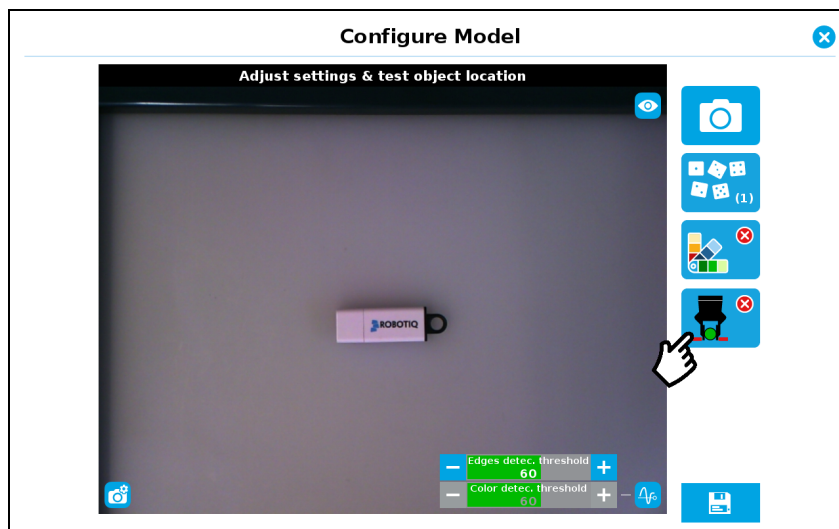 Configure Model
Adjust settings & test object location
(1)
ROBOTIQ
Edges detec. threshold
60
Color detec. threshold
60